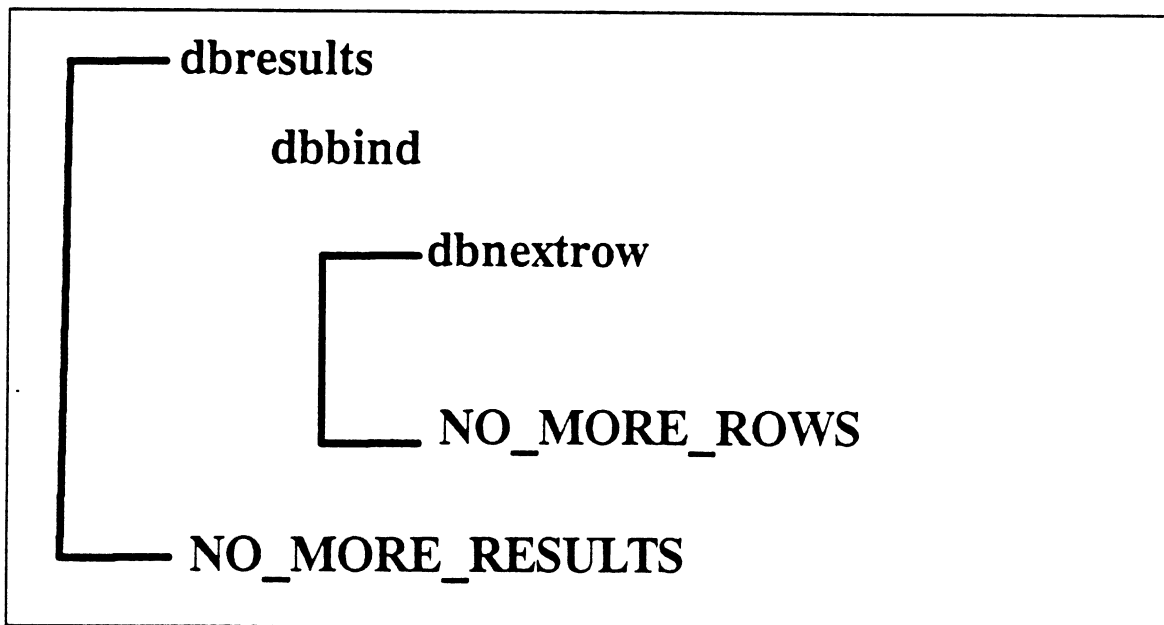 dbresults
dbbind
dbnextrow
NO_MORE_ROWS
NO_MORE_RESULTS